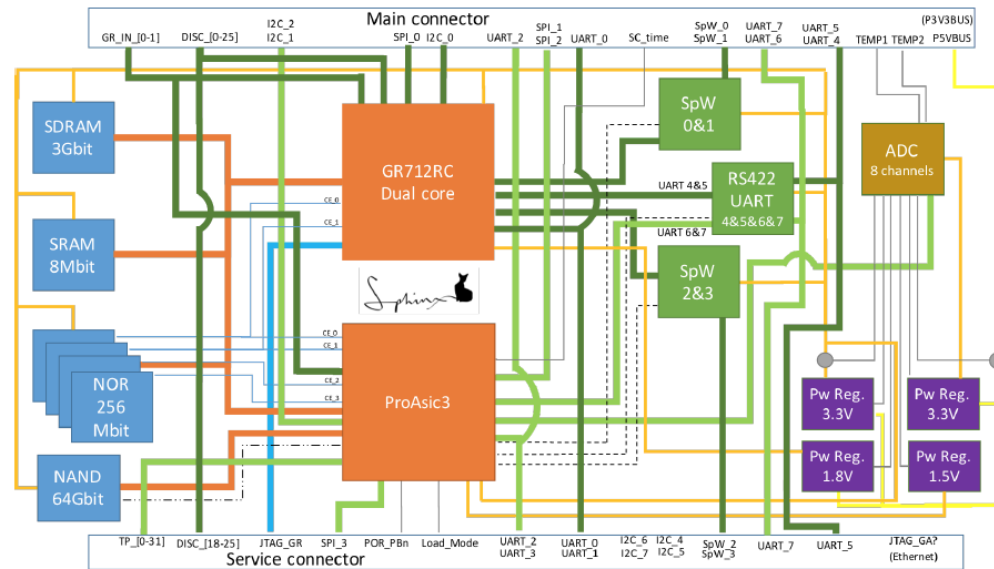 Main connector
GR_IN_[0-1]
DISC_[0-25]
I2C_2
I2C_1
SPI_0
I2C_0
UART_2
SPI_1
SPI_2
UART_0
SC_time
SpW_0
SpW_1
UART_7
UART_6
UART_5
UART_4
TEMP1
TEMP2
(P3V3BUS)
P5VBUS
SDRAM
3Gbit
SRAM
8Mbit
NOR
256
Mbit
NAND
64Gbit
GR712RC
Dual core
CE_0
CE_1
Sphinx
CE_0
CE_1
CE_2
CE_3
ProAsic3
SpW
0&1
UART 4&5
UART 6&7
RS422
UART
4&5&6&7
SpW
2&3
ADC
8 channels
Pw Reg.
3.3V
Pw Reg.
3.3V
Pw Reg.
1.8V
Pw Reg.
1.5V
TP_[0-31]
DISC_[18-25]
JTAG_GR
SPI_3
POR_PBn
Load_Mode
UART_2
UART_3
UART_0
UART_1
I2C_6
I2C_7
I2C_4
I2C_5
SpW_2
SpW_3
UART_7
UART_5
JTAG_GA?
(Ethernet)
Service connector